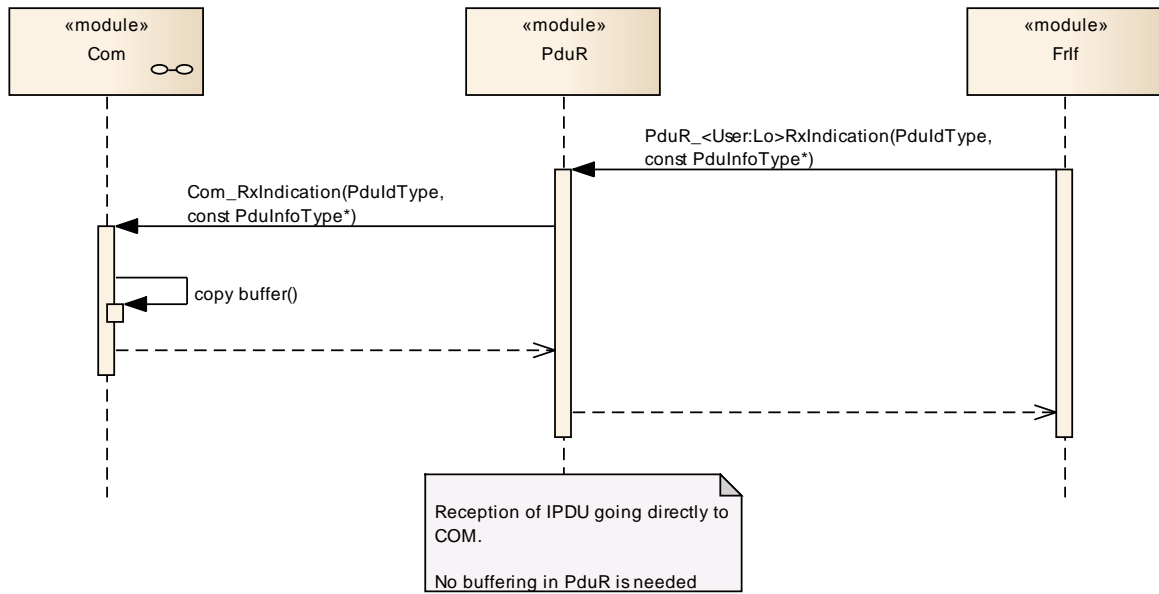 «module»
Com
«module»
PduR
«module»
FrIf
PduR_<User:Lo>RxIndication(PduIdType,
const PduInfoType*)
Com_RxIndication(PduIdType,
const PduInfoType*)
copy buffer()
Reception of IPDU going directly to
COM.
No buffering in PduR is needed